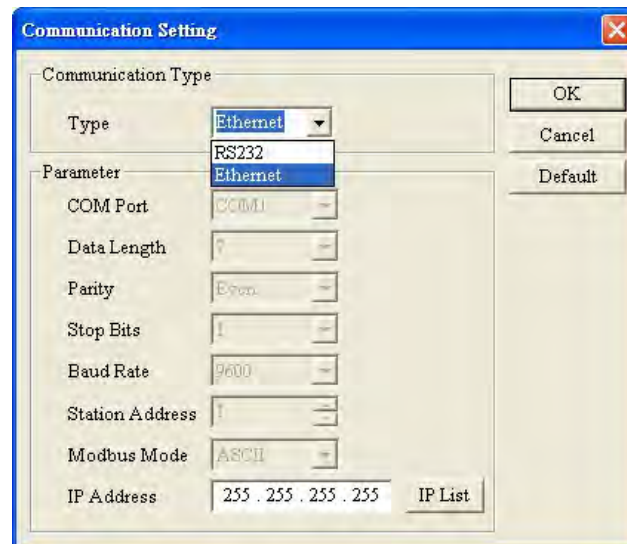 Communication Setting
Communication Type
Type Ethernet
RS232
Ethernet
OK
Cancel
Default
Parameter
COM Port COM1
Data Length 7
Parity Even
Stop Bits 1
Baud Rate 9600
Station Address 1
Modbus Mode ASCII
IP Address 255 . 255 . 255 . 255 IP List